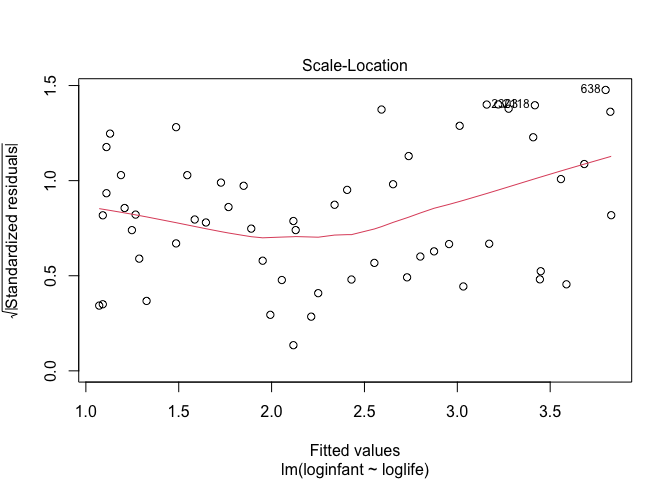 Scale-Location
√|Standardized residuals|
0.0
0.5
1.0
1.5
638
1.0
1.5
2.0
2.5
3.0
3.5
Fitted values
lm(loginfant ~ loglife)